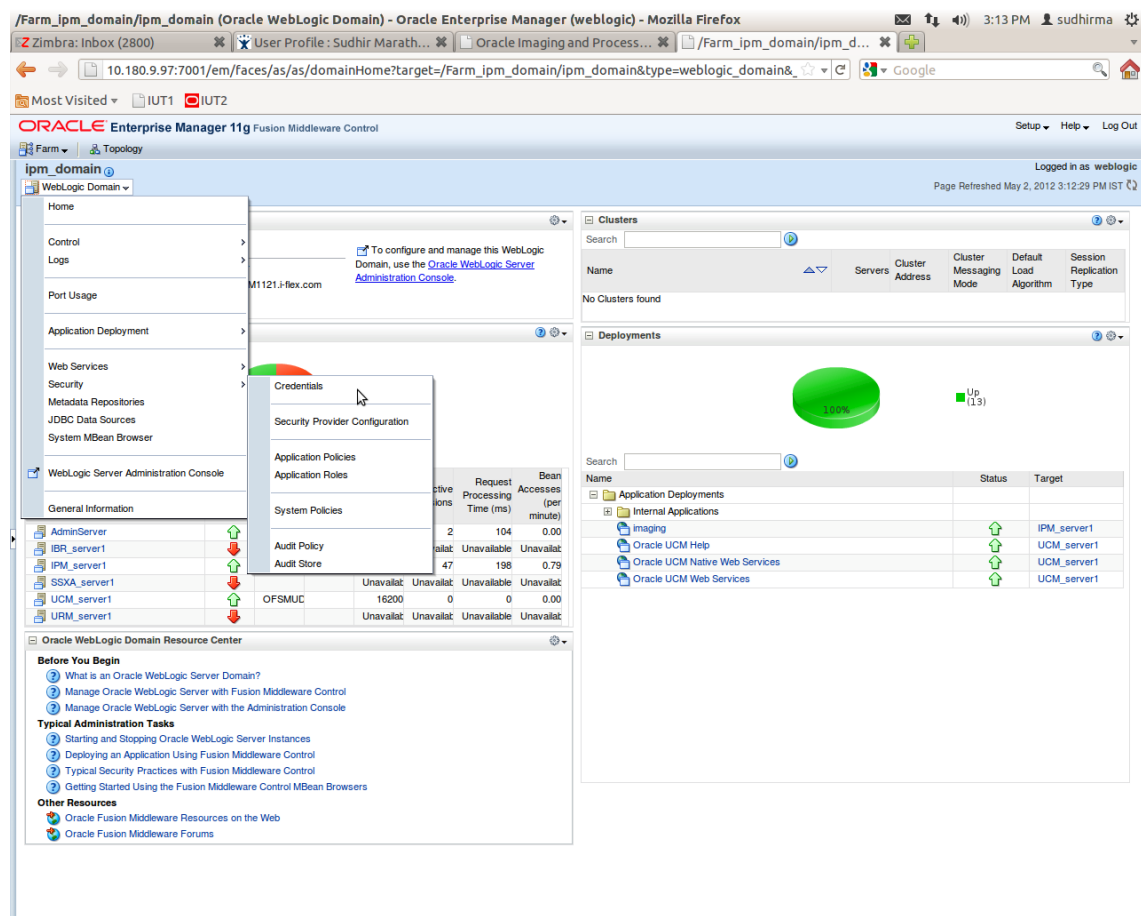 /Farm_ipm_domain/ipm_domain (Oracle WebLogic Domain) - Oracle Enterprise Manager (weblogic) - Mozilla Firefox
3:13 PM sudhirma
Zimbra: Inbox (2800)
User Profile : Sudhir Marath...
Oracle Imaging and Process...
/Farm_ipm_domain/ipm_d...
10.180.9.97:7001/em/faces/as/as/domainHome?target=/Farm_ipm_domain/ipm_domain&type=weblogic_domain&_
Google
Most Visited IUT1 IUT2
ORACLE Enterprise Manager 11g Fusion Middleware Control
Setup Help Log Out
Farm Topology
ipm_domain
Logged in as weblogic
WebLogic Domain
Page Refreshed May 2, 2012 3:12:29 PM IST
Home
Control
Logs
Port Usage
Application Deployment
Web Services
Security
Metadata Repositories
JDBC Data Sources
System MBean Browser
WebLogic Server Administration Console
General Information
Credentials
Security Provider Configuration
Application Policies
Application Roles
System Policies
Audit Policy
Audit Store
To configure and manage this WebLogic
Domain, use the Oracle WebLogic Server
Administration Console.
M1121.i-flex.com
Request Processing Time (ms)
Bean Accesses (per minute)
AdminServer 2 104 0.00
IBR_server1 Unavailable Unavailab
IPM_server1 47 198 0.79
SSXA_server1 Unavailab Unavailab Unavailable Unavailab
UCM_server1 OFSMUD 16200 0 0 0.00
URM_server1 Unavailab Unavailab Unavailable Unavailab
Oracle WebLogic Domain Resource Center
Before You Begin
What is an Oracle WebLogic Server Domain?
Manage Oracle WebLogic Server with Fusion Middleware Control
Manage Oracle WebLogic Server with the Administration Console
Typical Administration Tasks
Starting and Stopping Oracle WebLogic Server Instances
Deploying an Application Using Fusion Middleware Control
Typical Security Practices with Fusion Middleware Control
Getting Started Using the Fusion Middleware Control MBean Browsers
Other Resources
Oracle Fusion Middleware Resources on the Web
Oracle Fusion Middleware Forums
Clusters
Search
Name Servers Cluster Address Cluster Messaging Mode Default Load Algorithm Session Replication Type
No Clusters found
Deployments
100%
Up
(13)
Search
Name Status Target
Application Deployments
Internal Applications
imaging IPM_server1
Oracle UCM Help UCM_server1
Oracle UCM Native Web Services UCM_server1
Oracle UCM Web Services UCM_server1